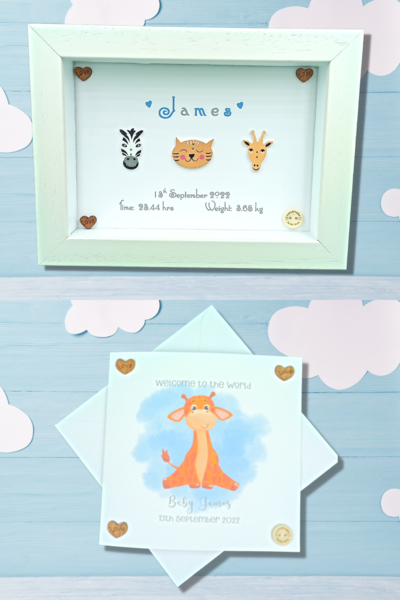 James
13th September 2022
Time: 23.44 hrs Weight: 3.68 kg
Welcome to the World
Baby James
13th September 2022